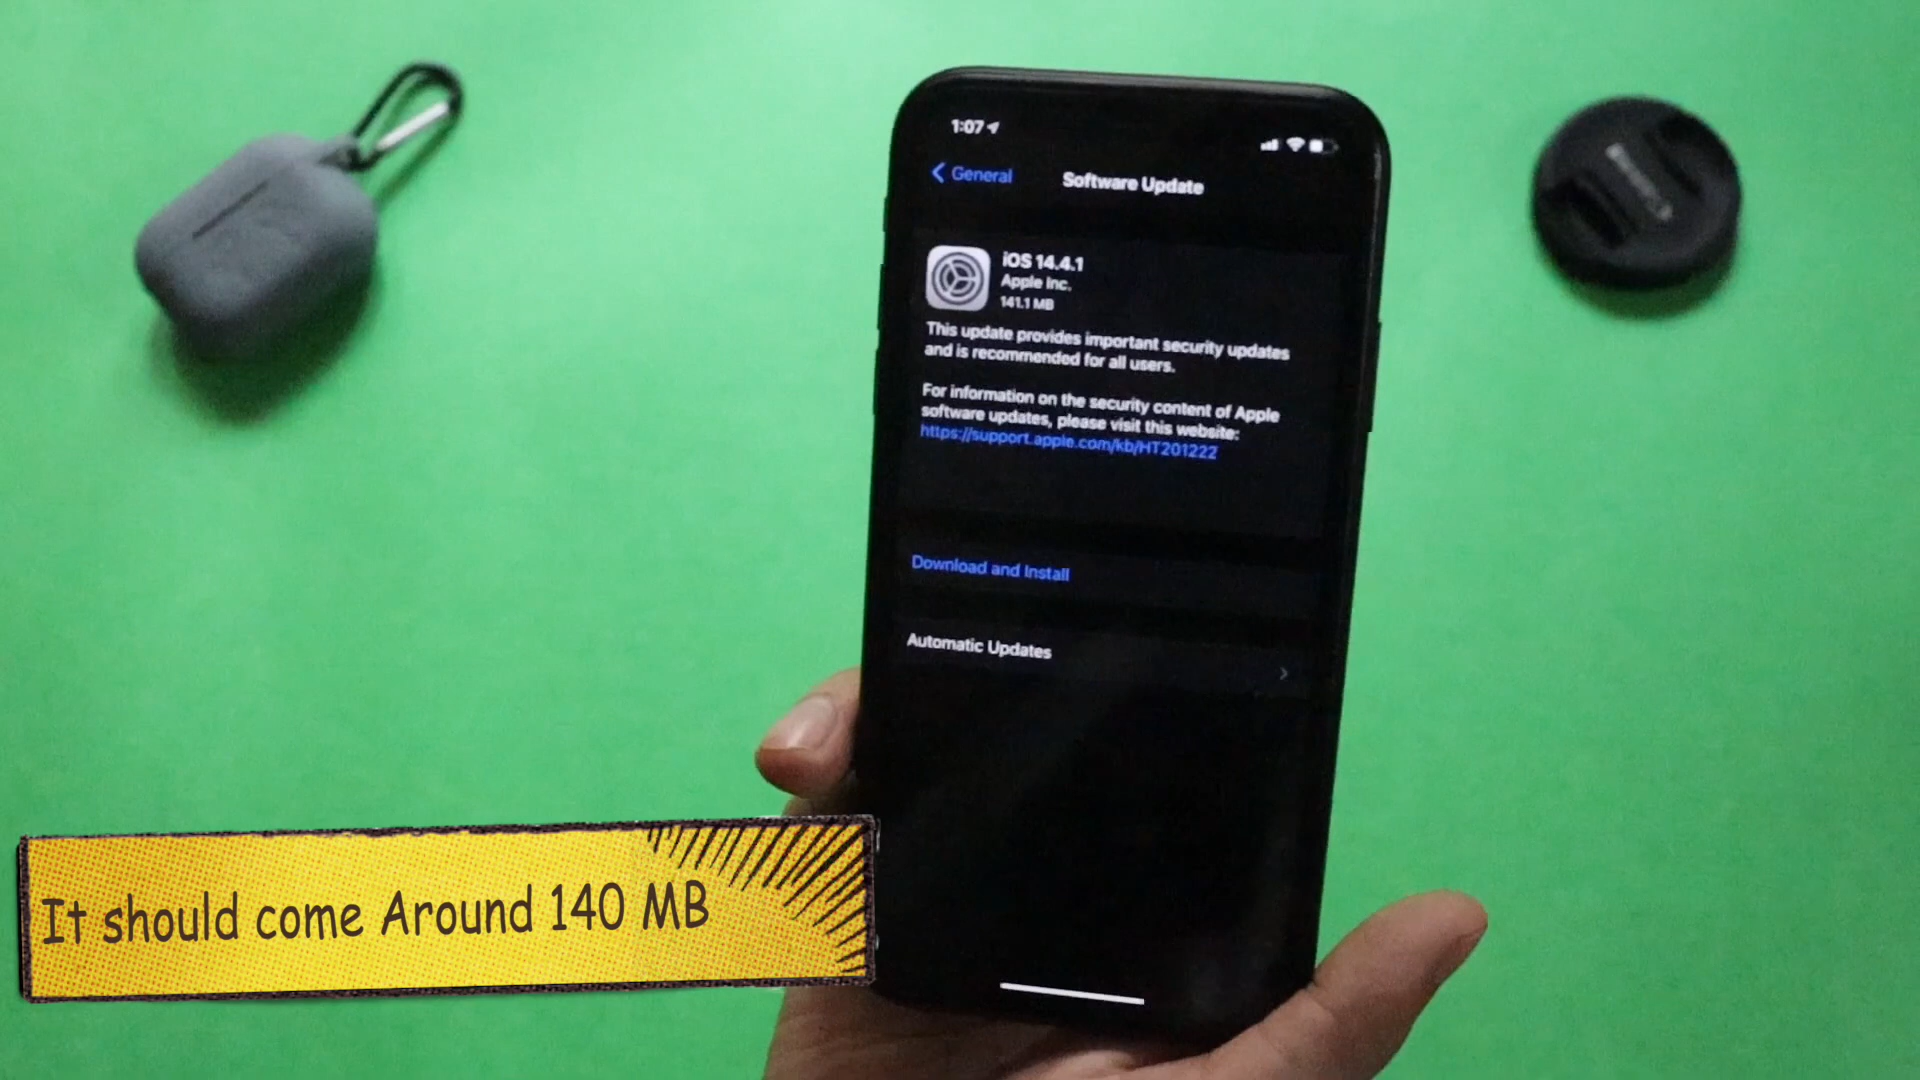 1:07
General
Software Update
iOS 14.4.1
Apple Inc.
141.1 MB
This update provides important security updates
and is recommended for all users.
For information on the security content of Apple
software updates, please visit this website:
https://support.apple.com/kb/HT201222
Download and Install
Automatic Updates
It should come Around 140 MB